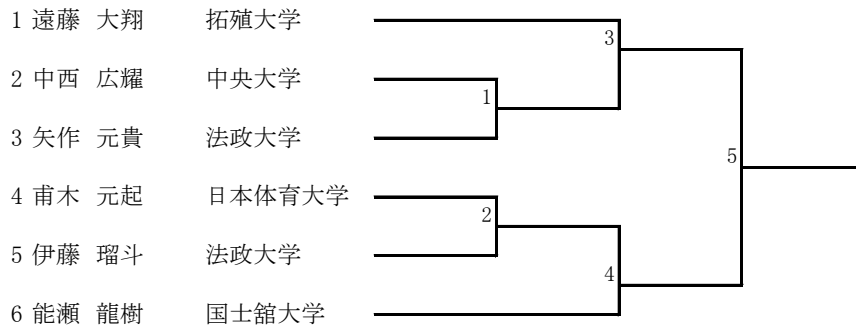 1 遠藤 大翔 拓殖大学
3
2 中西 広耀 中央大学
1
3 矢作 元貴 法政大学
5
4 甫木 元起 日本体育大学
2
5 伊藤 瑠斗 法政大学
4
6 能瀬 龍樹 国士舘大学